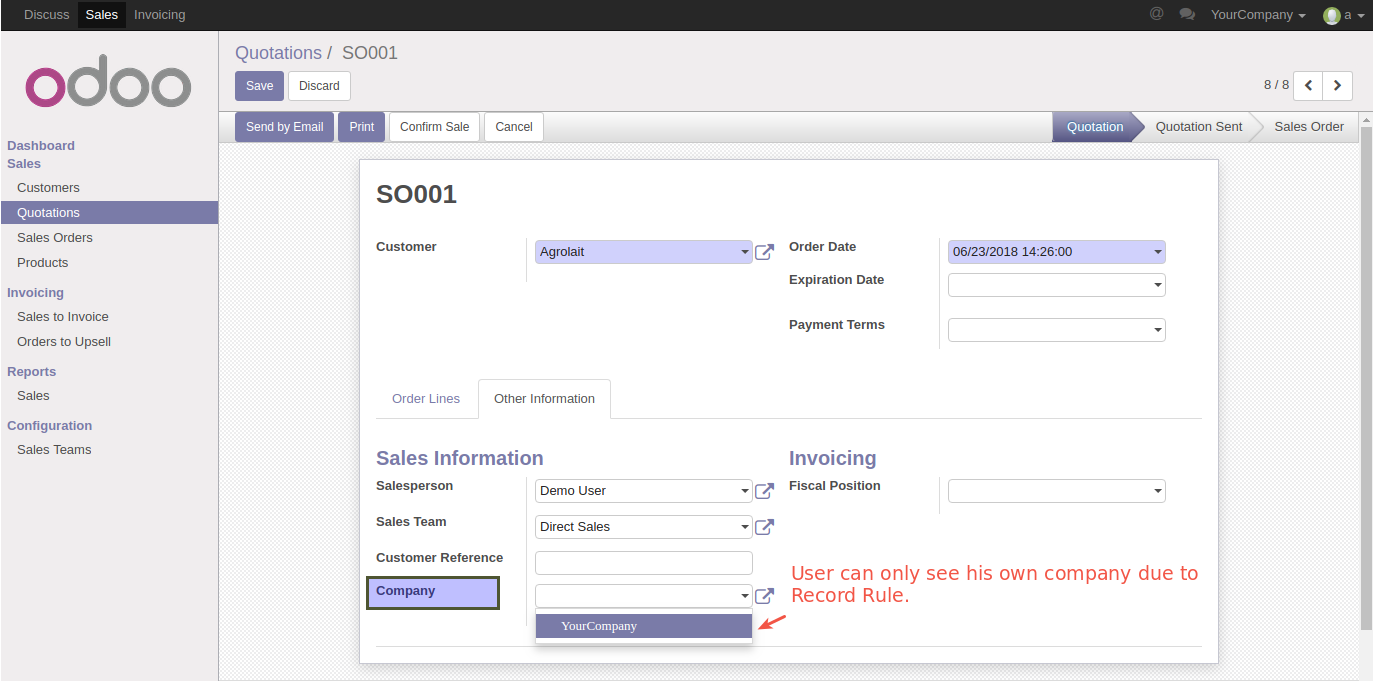 Discuss Sales Invoicing @ YourCompany a
odoo
Dashboard
Sales
Customers
Quotations
Sales Orders
Products
Invoicing
Sales to Invoice
Orders to Upsell
Reports
Sales
Configuration
Sales Teams
Quotations / SO001
Save Discard 8 / 8
Send by Email Print Confirm Sale Cancel Quotation Quotation Sent Sales Order
SO001
Customer Agrolait
Order Date 06/23/2018 14:26:00
Expiration Date
Payment Terms
Order Lines Other Information
Sales Information
Salesperson Demo User
Sales Team Direct Sales
Customer Reference
Company
YourCompany
Invoicing
Fiscal Position
User can only see his own company due to
Record Rule.